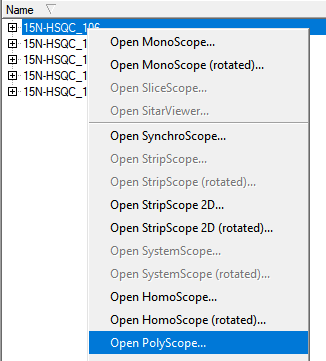 Name
15N-HSQC_106
15N-HSQC_1
15N-HSQC_1
15N-HSQC_1
15N-HSQC_1
Open MonoScope...
Open MonoScope (rotated)...
Open SliceScope...
Open SitarViewer...
Open SynchroScope...
Open StripScope...
Open StripScope (rotated)...
Open StripScope 2D...
Open StripScope 2D (rotated)...
Open SystemScope...
Open SystemScope (rotated)...
Open HomoScope...
Open HomoScope (rotated)...
Open PolyScope...